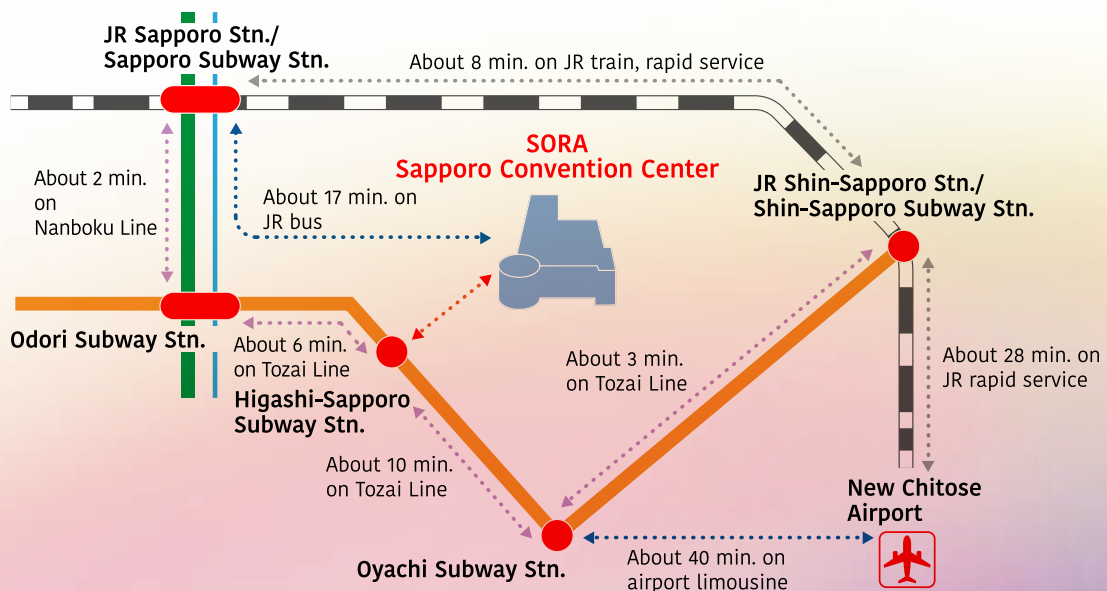 JR Sapporo Stn./
Sapporo Subway Stn.
About 8 min. on JR train, rapid service
SORA
Sapporo Convention Center
About 2 min.
on
Nanboku Line
About 17 min. on
JR bus
JR Shin-Sapporo Stn./
Shin-Sapporo Subway Stn.
Odori Subway Stn.
About 6 min.
on Tozai Line
Higashi-Sapporo
Subway Stn.
About 3 min.
on Tozai Line
About 28 min. on
JR rapid service
About 10 min.
on Tozai Line
New Chitose
Airport
Oyachi Subway Stn.
About 40 min. on
airport limousine